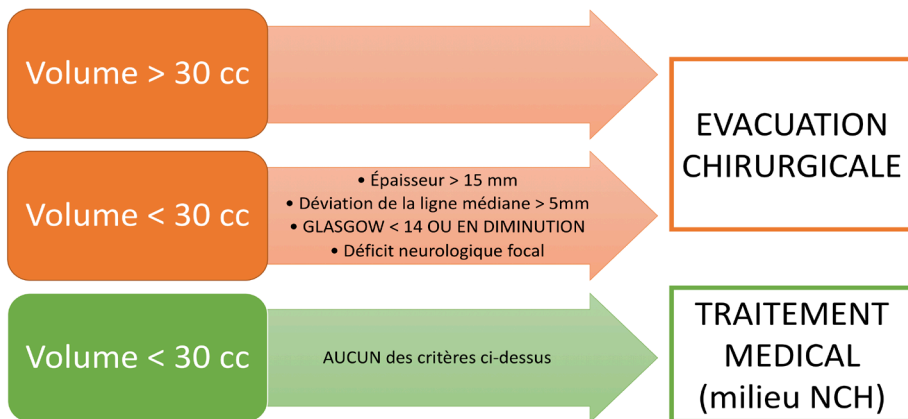 Volume > 30 cc
EVACUATION
CHIRURGICALE
Volume < 30 cc
• Épaisseur > 15 mm
• Déviation de la ligne médiane > 5mm
• GLASGOW < 14 OU EN DIMINUTION
• Déficit neurologique focal
Volume < 30 cc
AUCUN des critères ci-dessus
TRAITEMENT
MEDICAL
(milieu NCH)